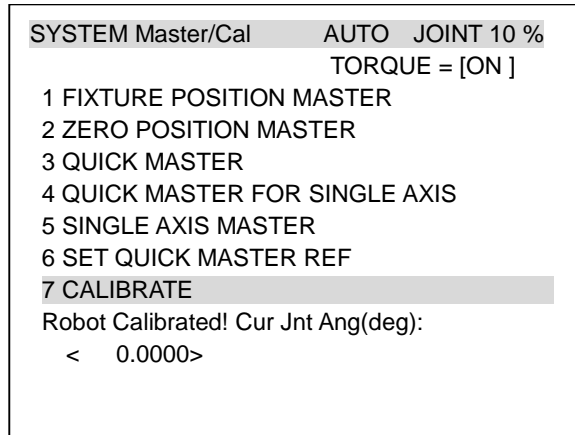 SYSTEM Master/Cal AUTO JOINT 10 %
TORQUE = [ON ]
1 FIXTURE POSITION MASTER
2 ZERO POSITION MASTER
3 QUICK MASTER
4 QUICK MASTER FOR SINGLE AXIS
5 SINGLE AXIS MASTER
6 SET QUICK MASTER REF
7 CALIBRATE
Robot Calibrated! Cur Jnt Ang(deg):
< 0.0000>